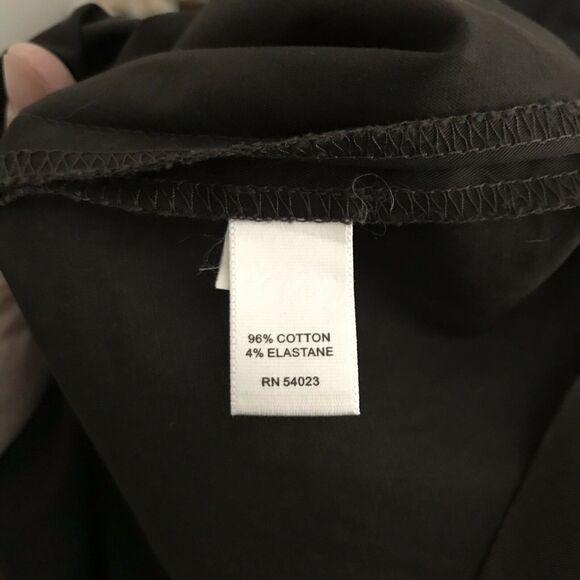 96% COTTON
4% ELASTANE
RN 54023